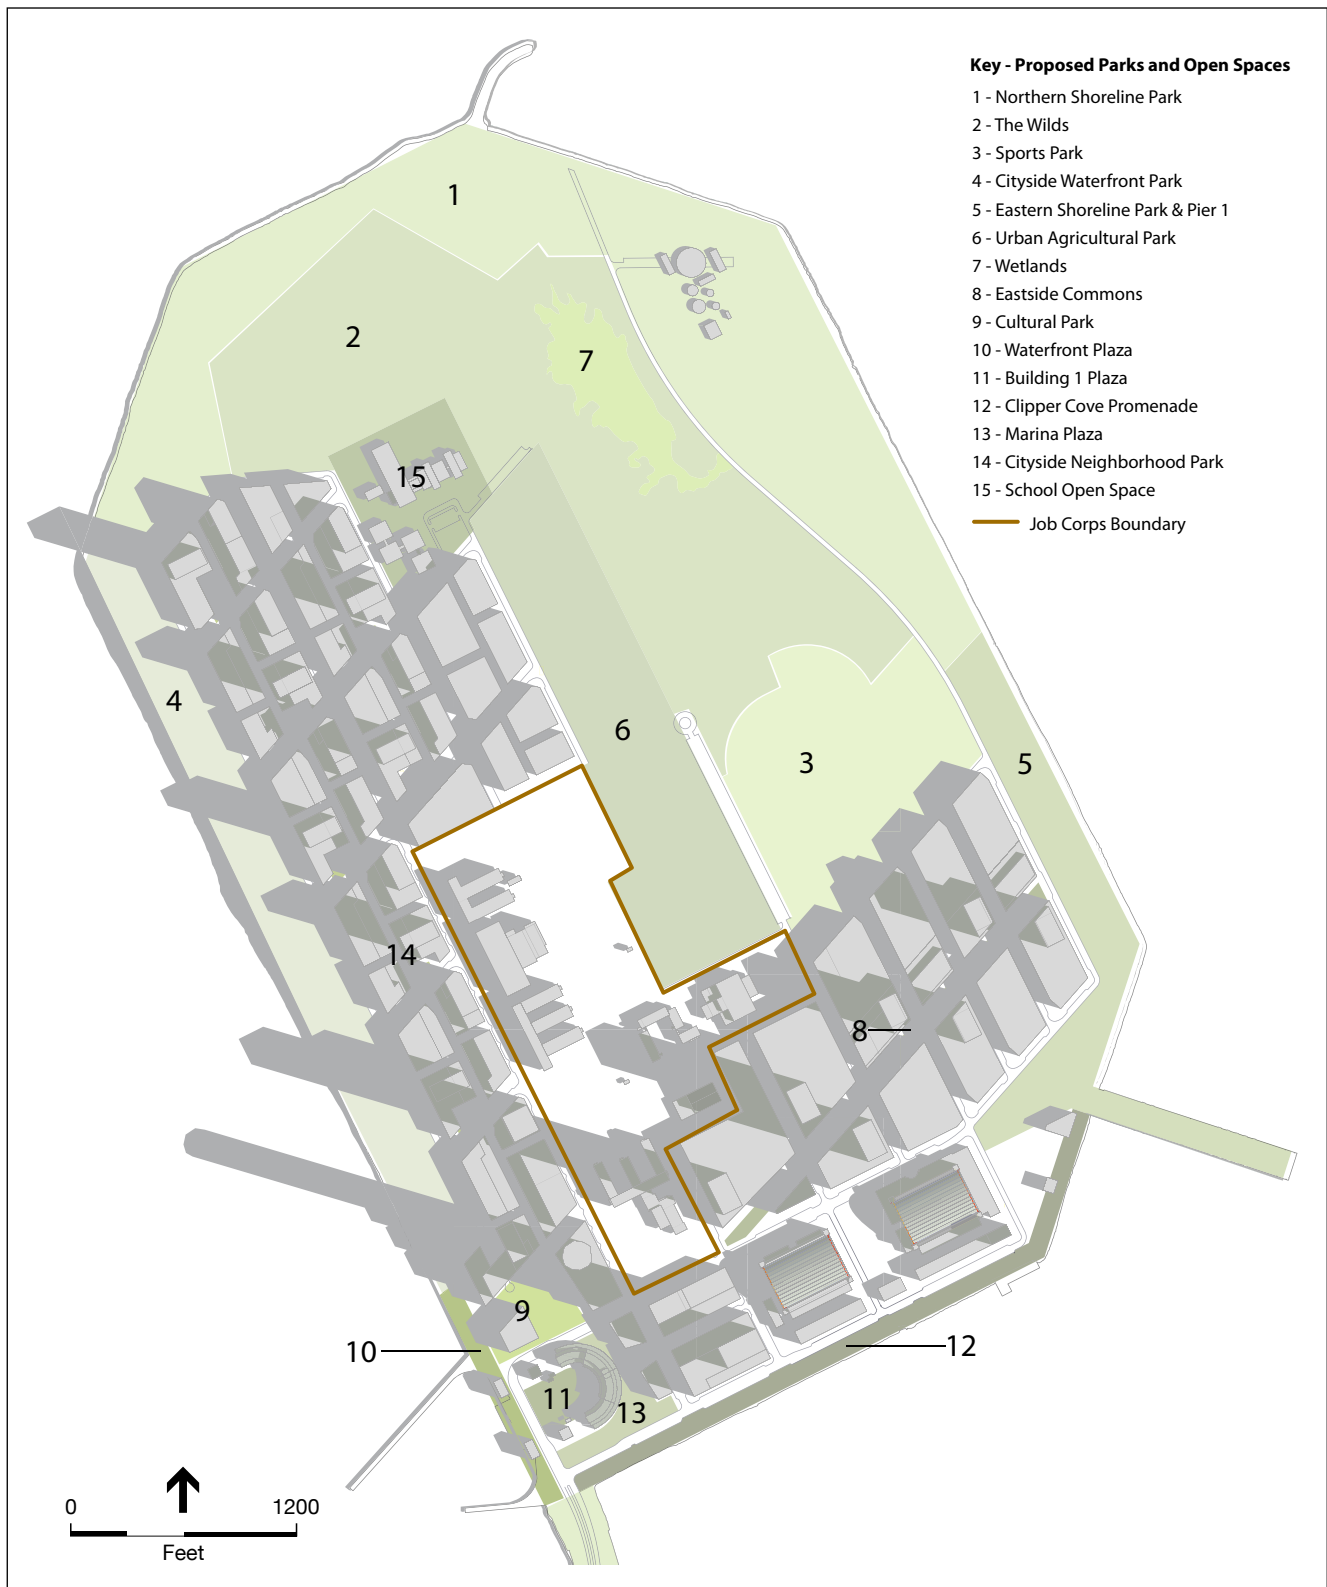 Key - Proposed Parks and Open Spaces
1 - Northern Shoreline Park
2 - The Wilds
3 - Sports Park
4 - Cityside Waterfront Park
5 - Eastern Shoreline Park & Pier 1
6 - Urban Agricultural Park
7 - Wetlands
8 - Eastside Commons
9 - Cultural Park
10 - Waterfront Plaza
11 - Building 1 Plaza
12 - Clipper Cove Promenade
13 - Marina Plaza
14 - Cityside Neighborhood Park
15 - School Open Space
Job Corps Boundary
1
2
7
15
4
6
3
5
14
8
9
10
12
11
13
0 1200
Feet